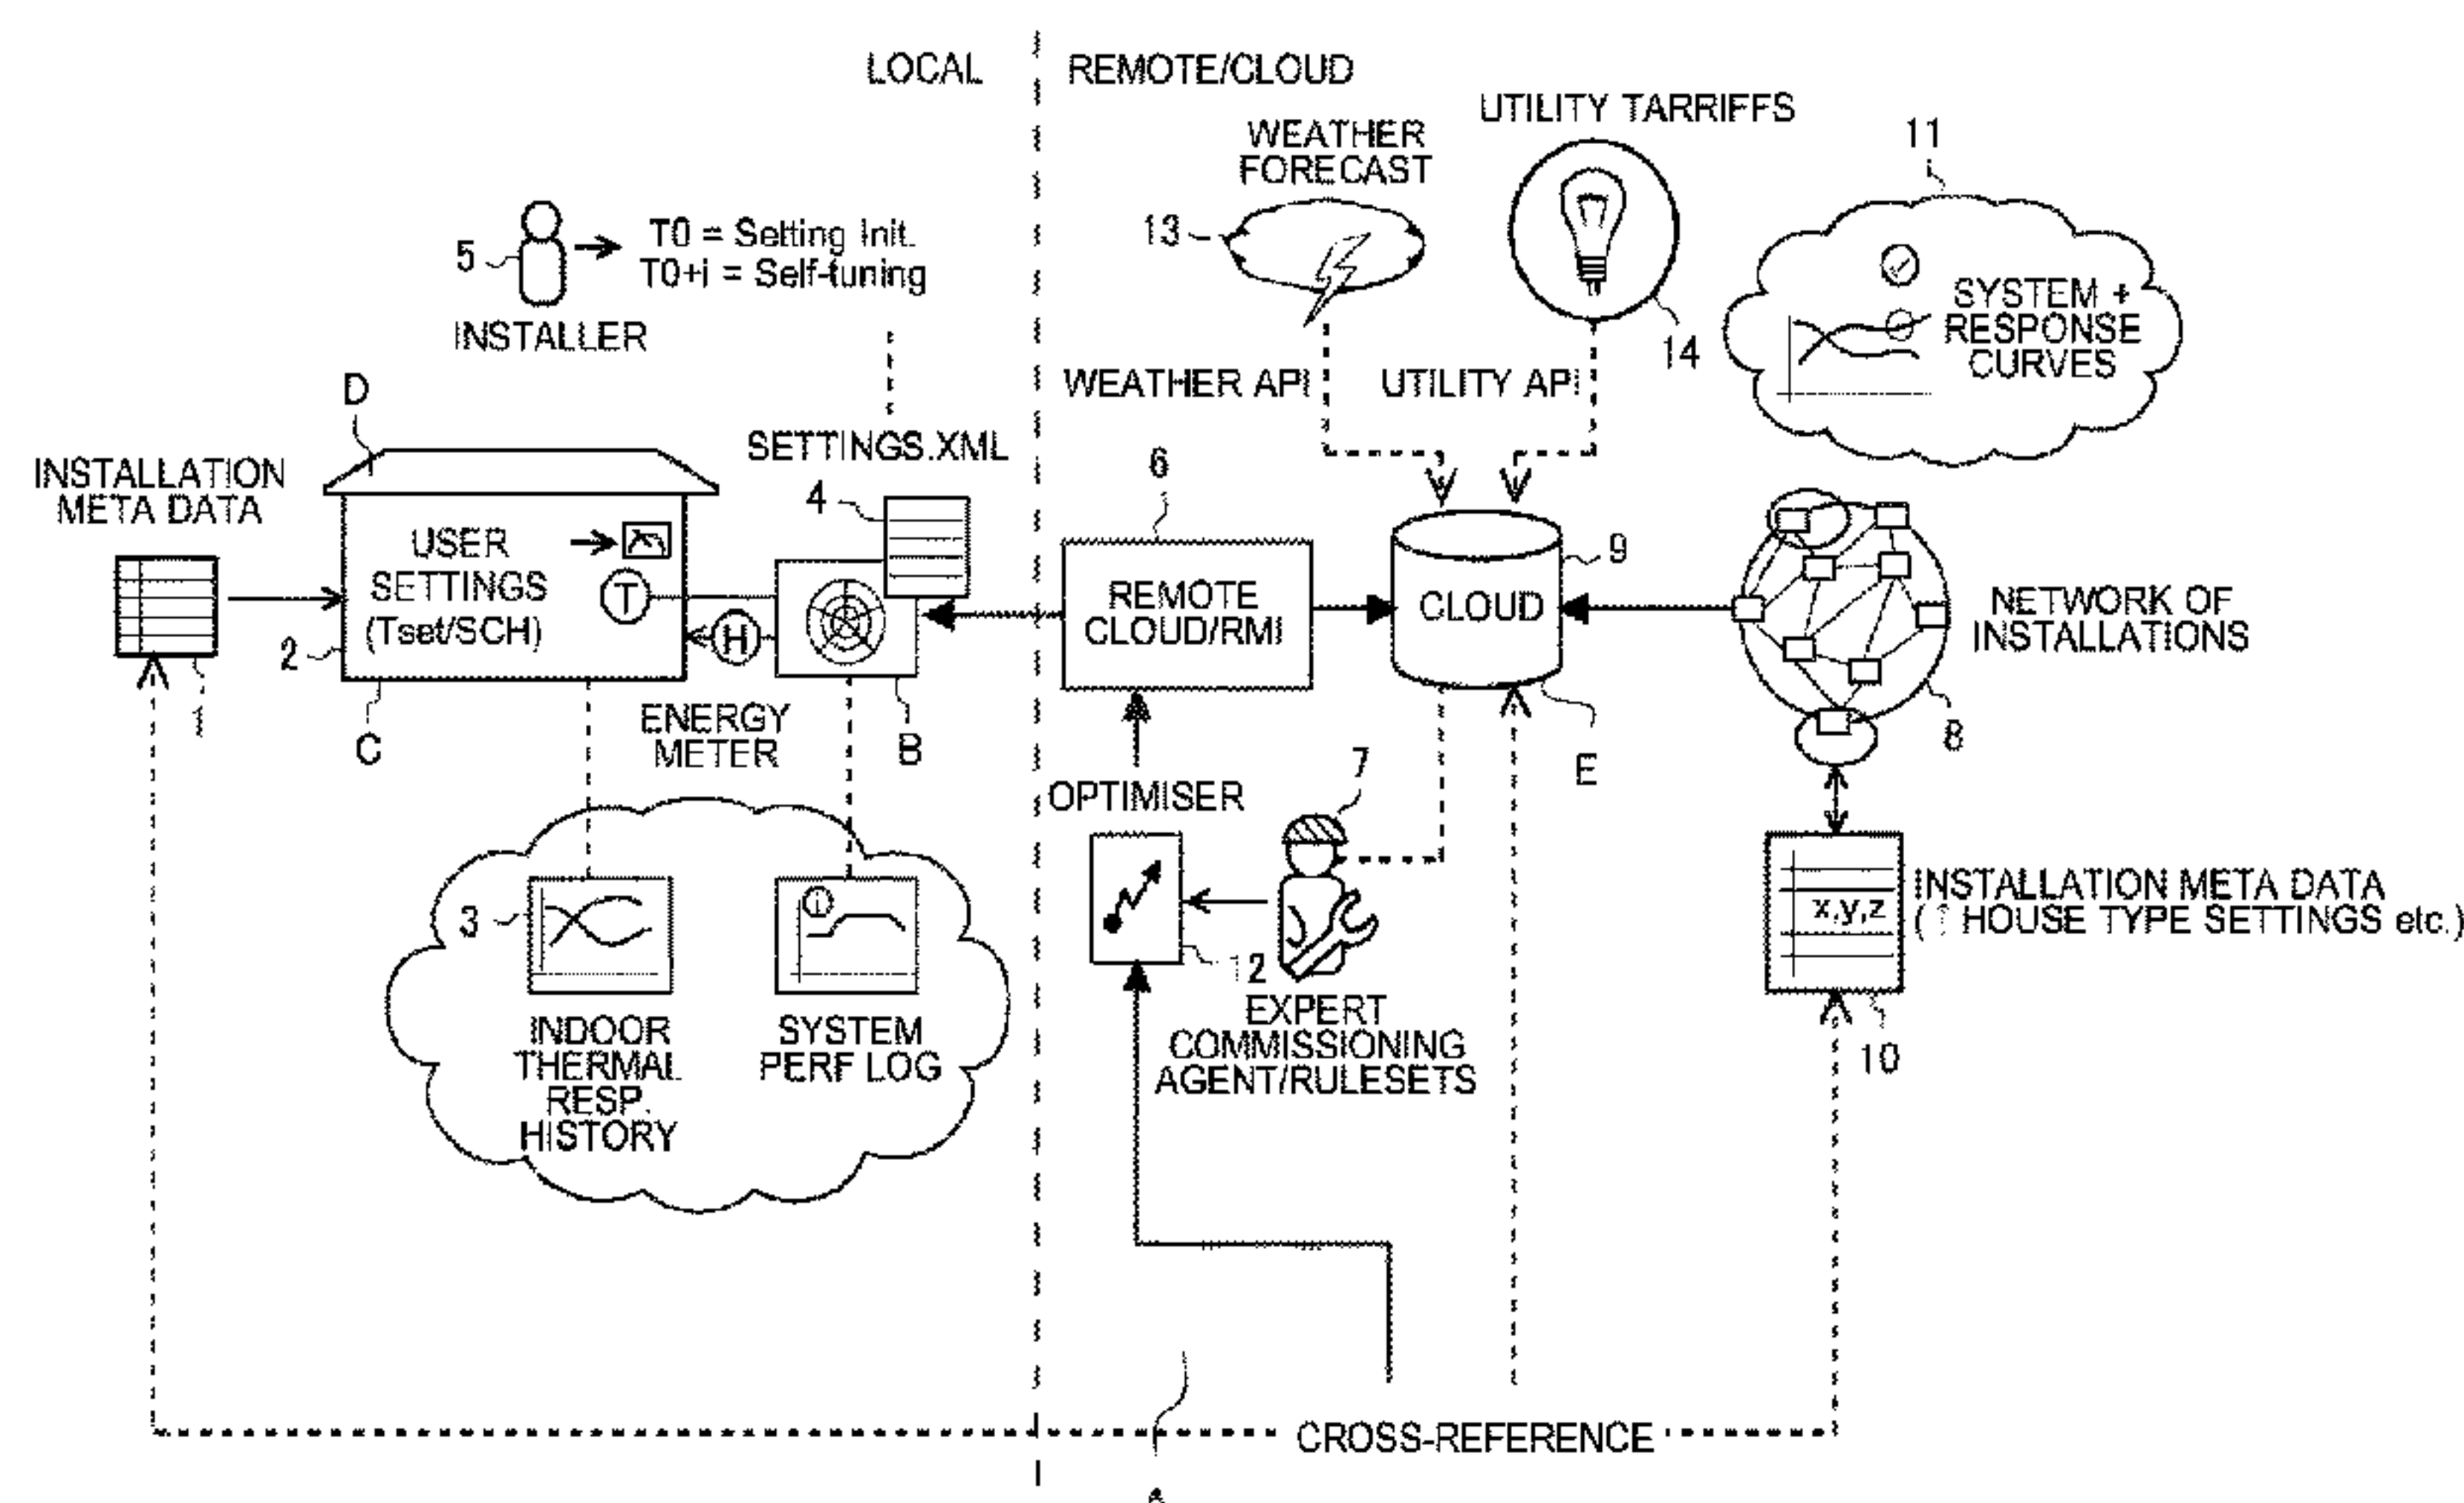 LOCAL
REMOTE/CLOUD
UTILITY TARRIFFS
WEATHER
FORECAST
11
13
5
T0 = Setting Init.
T0+i = Self-tuning
INSTALLER
SYSTEM +
RESPONSE
CURVES
14
WEATHER API
UTILITY API
D
SETTINGS.XML
INSTALLATION
META DATA
4
6
USER
SETTINGS
(Tset/SCH)
T
H
2
1
C
ENERGY
METER
B
REMOTE
CLOUD/RMI
CLOUD
9
E
NETWORK OF
INSTALLATIONS
8
OPTIMISER
7
12
3
INDOOR
THERMAL
RESP.
HISTORY
SYSTEM
PERF LOG
EXPERT
COMMISSIONING
AGENT/RULESETS
x,y,z
INSTALLATION META DATA
(↑ HOUSE TYPE SETTINGS etc.)
10
CROSS-REFERENCE